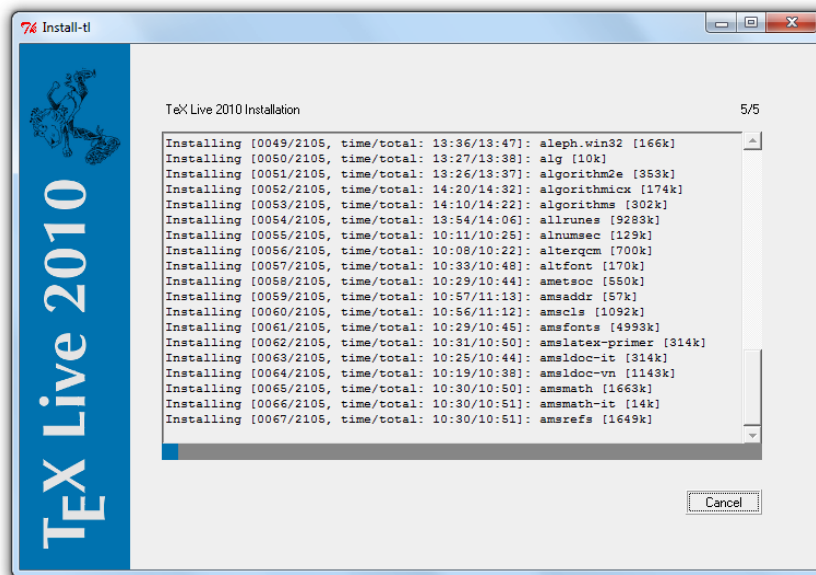 Install-tl
TeX Live 2010 Installation
5/5
Installing [0049/2105, time/total: 13:36/13:47]: aleph.win32 [166k]
Installing [0050/2105, time/total: 13:27/13:38]: alg [10k]
Installing [0051/2105, time/total: 13:26/13:37]: algorithm2e [353k]
Installing [0052/2105, time/total: 14:20/14:32]: algorithmicx [174k]
Installing [0053/2105, time/total: 14:10/14:22]: algorithms [302k]
Installing [0054/2105, time/total: 13:54/14:06]: allrunes [9283k]
Installing [0055/2105, time/total: 10:11/10:25]: alnumsec [129k]
Installing [0056/2105, time/total: 10:08/10:22]: alterqcm [700k]
Installing [0057/2105, time/total: 10:33/10:48]: altfont [170k]
Installing [0058/2105, time/total: 10:29/10:44]: ametsoc [550k]
Installing [0059/2105, time/total: 10:57/11:13]: amsaddr [57k]
Installing [0060/2105, time/total: 10:56/11:12]: amscls [1092k]
Installing [0061/2105, time/total: 10:29/10:45]: amsfonts [4993k]
Installing [0062/2105, time/total: 10:31/10:50]: amslatex-primer [314k]
Installing [0063/2105, time/total: 10:25/10:44]: amsldoc-it [314k]
Installing [0064/2105, time/total: 10:19/10:38]: amsldoc-vn [1143k]
Installing [0065/2105, time/total: 10:30/10:50]: amsmath [1663k]
Installing [0066/2105, time/total: 10:30/10:51]: amsmath-it [14k]
Installing [0067/2105, time/total: 10:30/10:51]: amsrefs [1649k]
TEX Live 2010
Cancel